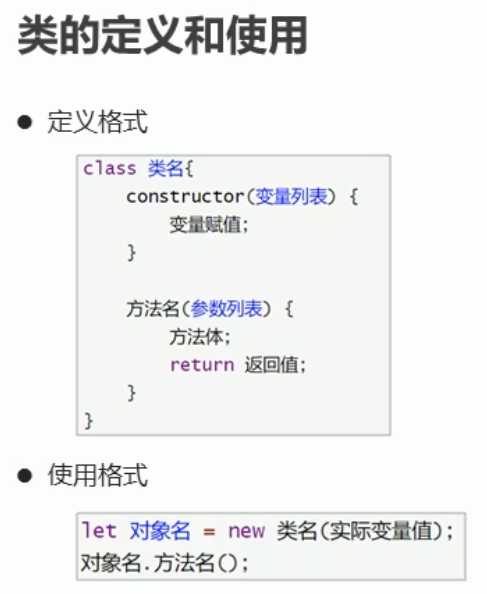 类的定义和使用
● 定义格式
class 类名{
    constructor(变量列表) {
        变量赋值;
    }

    方法名(参数列表) {
        方法体;
        return 返回值;
    }
}
● 使用格式
let 对象名 = new 类名(实际变量值);
对象名.方法名();